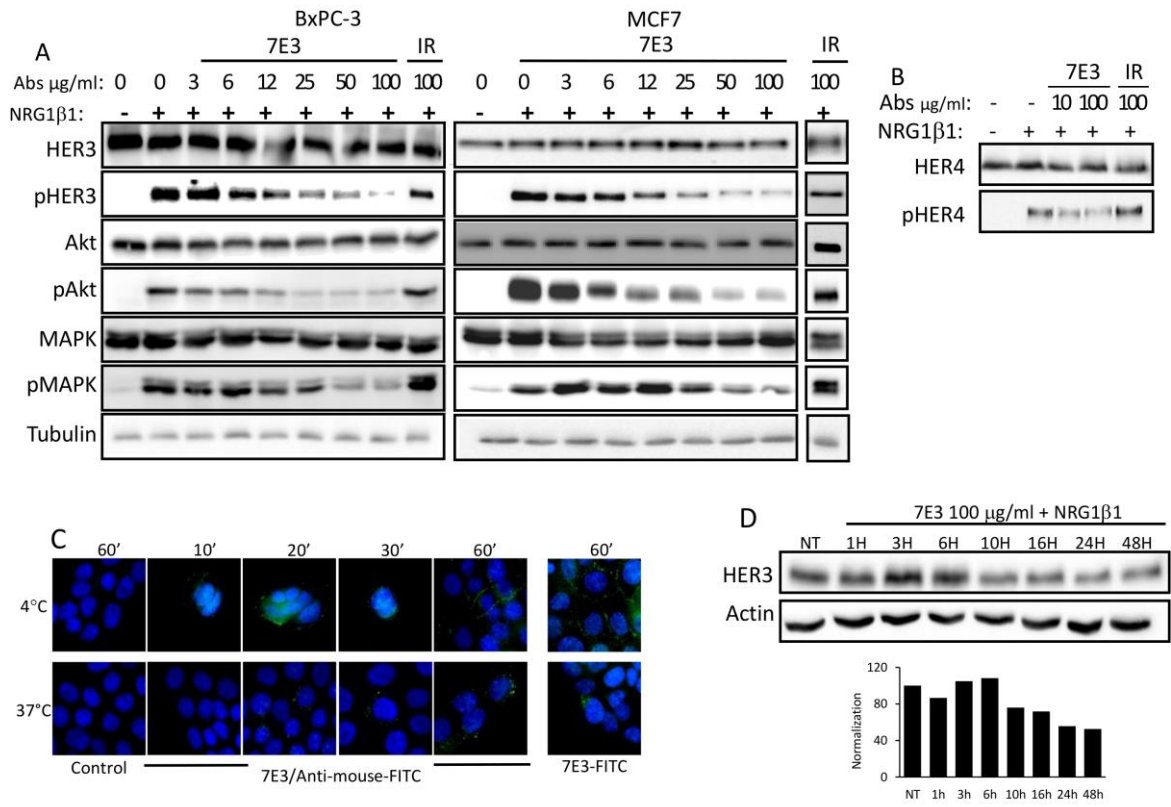 BxPC-3 MCF7
A 7E3 IR 7E3 IR
Abs μg/ml: 0 0 3 6 12 25 50 100 100 0 0 3 6 12 25 50 100 100
NRG1β1: - + + + + + + + + - + + + + + + + +
HER3
pHER3
Akt
pAkt
MAPK
pMAPK
Tubulin
B 7E3 IR
Abs μg/ml: - - 10 100 100
NRG1β1: - + + + +
HER4
pHER4
C
60’ 10’ 20’ 30’ 60’ 60’
4°C
37°C
Control 7E3/Anti-mouse-FITC 7E3-FITC
D 7E3 100 μg/ml + NRG1β1
NT 1H 3H 6H 10H 16H 24H 48H
HER3
Actin
Normalization
120
80
40
0
NT 1h 3h 6h 10h 16h 24h 48h